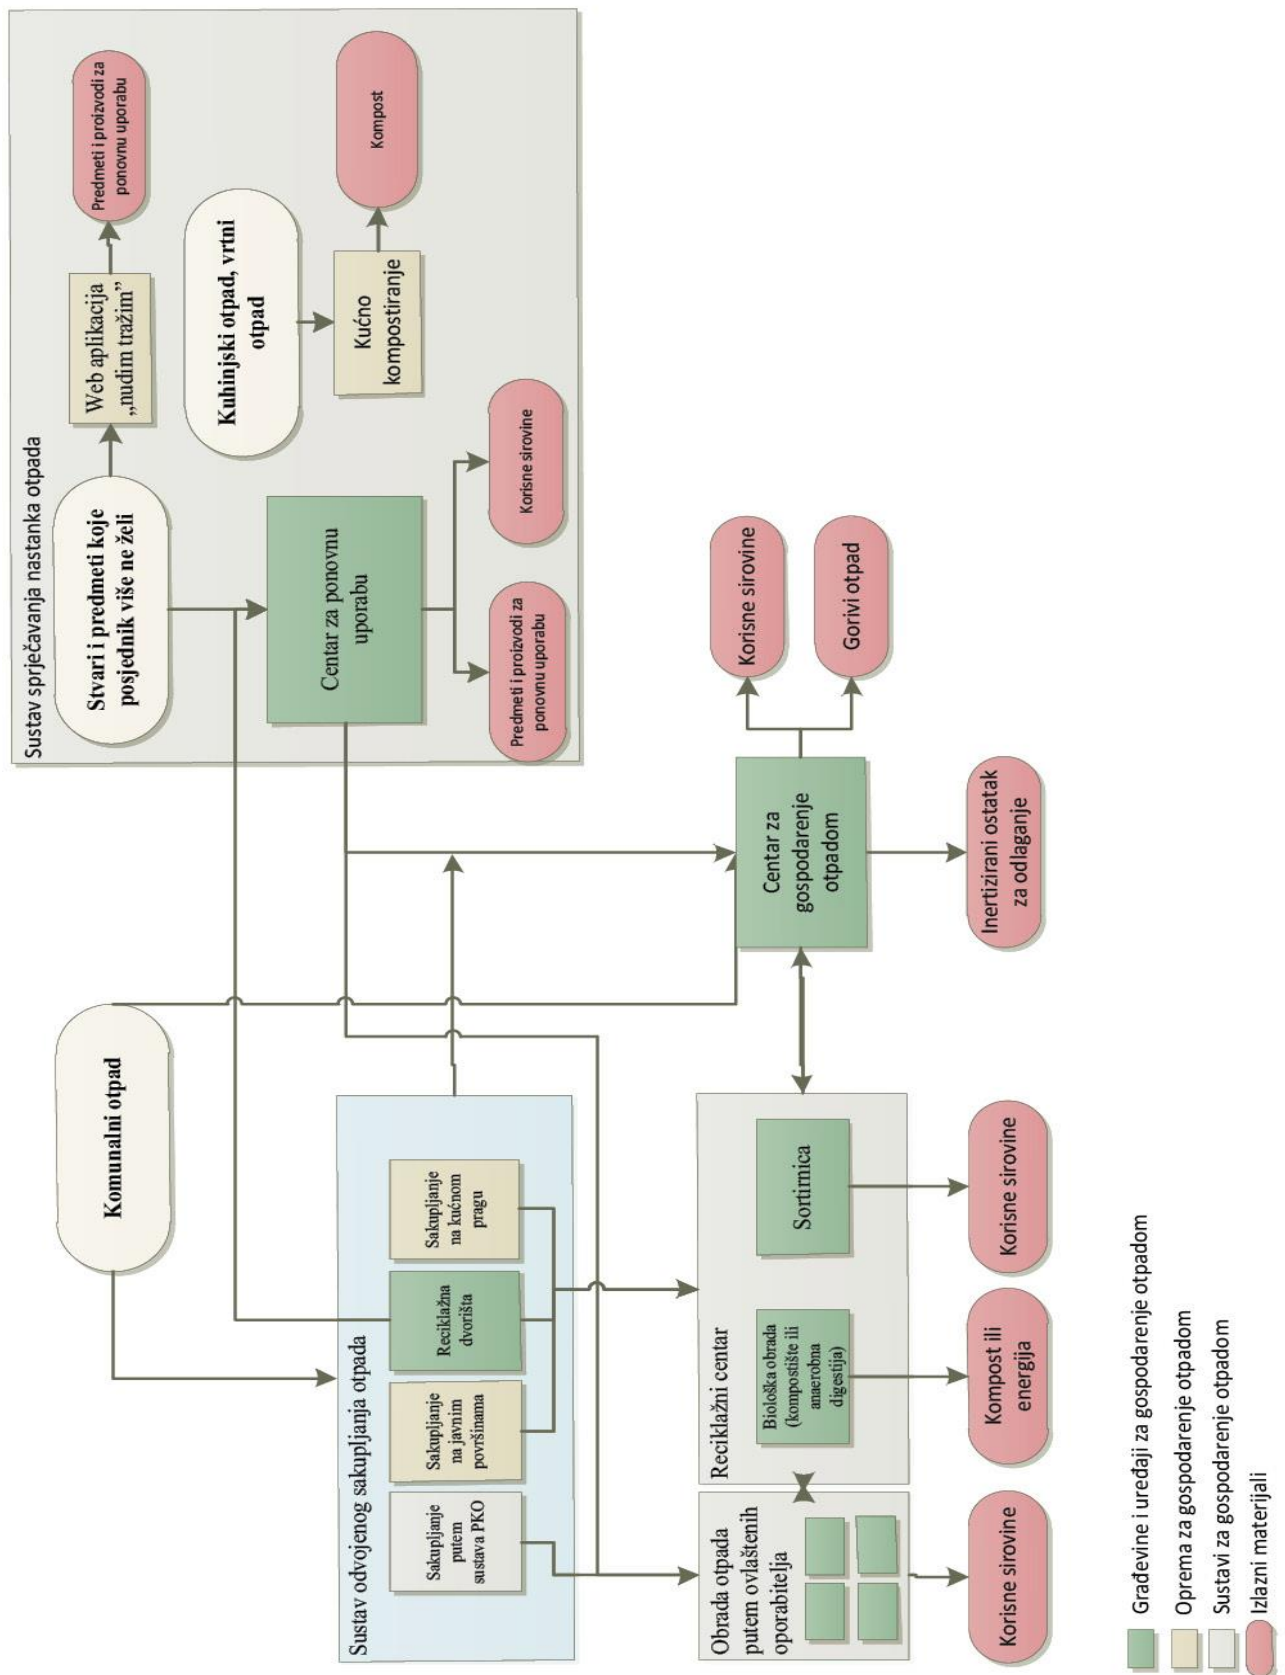 Komunalni otpad
Sustav sprječavanja nastanka otpada
Stvari i predmeti koje
posjednik više ne želi
Web aplikacija
„nudim tražim”
Predmeti i proizvodi za
ponovnu uporabu
Kuhinjski otpad, vrtni
otpad
Centar za ponovnu
uporabu
Kućno
kompostiranje
Kompost
Predmeti i proizvodi za
ponovnu uporabu
Korisne sirovine
Sustav odvojenog sakupljanja otpada
Sakupljanje
putem
sustava PKO
Sakupljanje
na javnim
površinama
Reciklažna
dvorišta
Sakupljanje
na kućnom
pragu
Obrada otpada
putem ovlaštenih
oporabitelja
Reciklažni centar
Biološka obrada
(kompostište ili
anaerobna
digestija)
Sortirnica
Centar za
gospodarenje
otpadom
Korisne sirovine
Gorivi otpad
Korisne sirovine
Kompost ili
energija
Korisne sirovine
Inertizirani ostatak
za odlaganje
Građevine i uređaji za gospodarenje otpadom
Oprema za gospodarenje otpadom
Sustavi za gospodarenje otpadom
Izlazni materijali